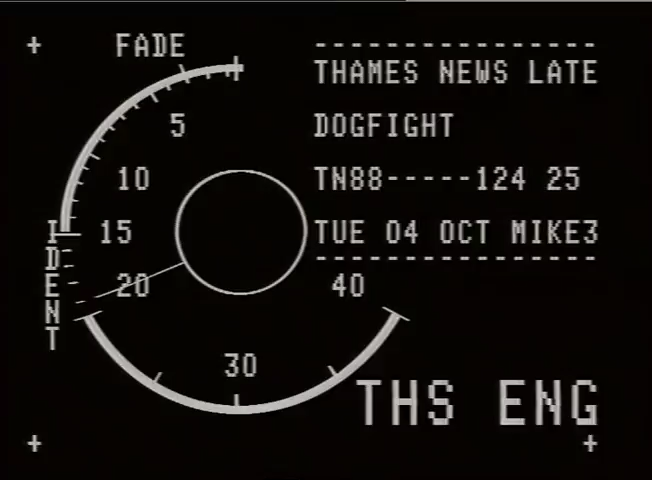 FADE
THAMES NEWS LATE
DOGFIGHT
TN88-----124 25
TUE 04 OCT MIKE3
5
10
15
20
30
40
IDENT
THS ENG